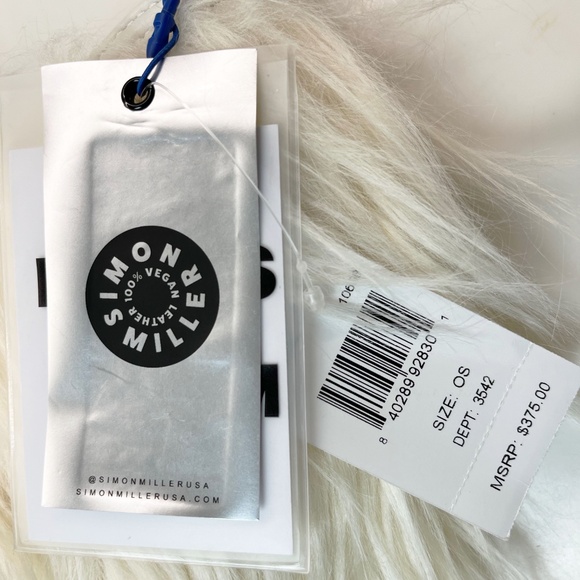 SIMON MILLER
100% VEGAN LEATHER
@SIMONMILLERUSA
SIMONMILLERUSA.COM
106
8 40289 92830 1
SIZE: OS
DEPT: 3542
MSRP: $375.00